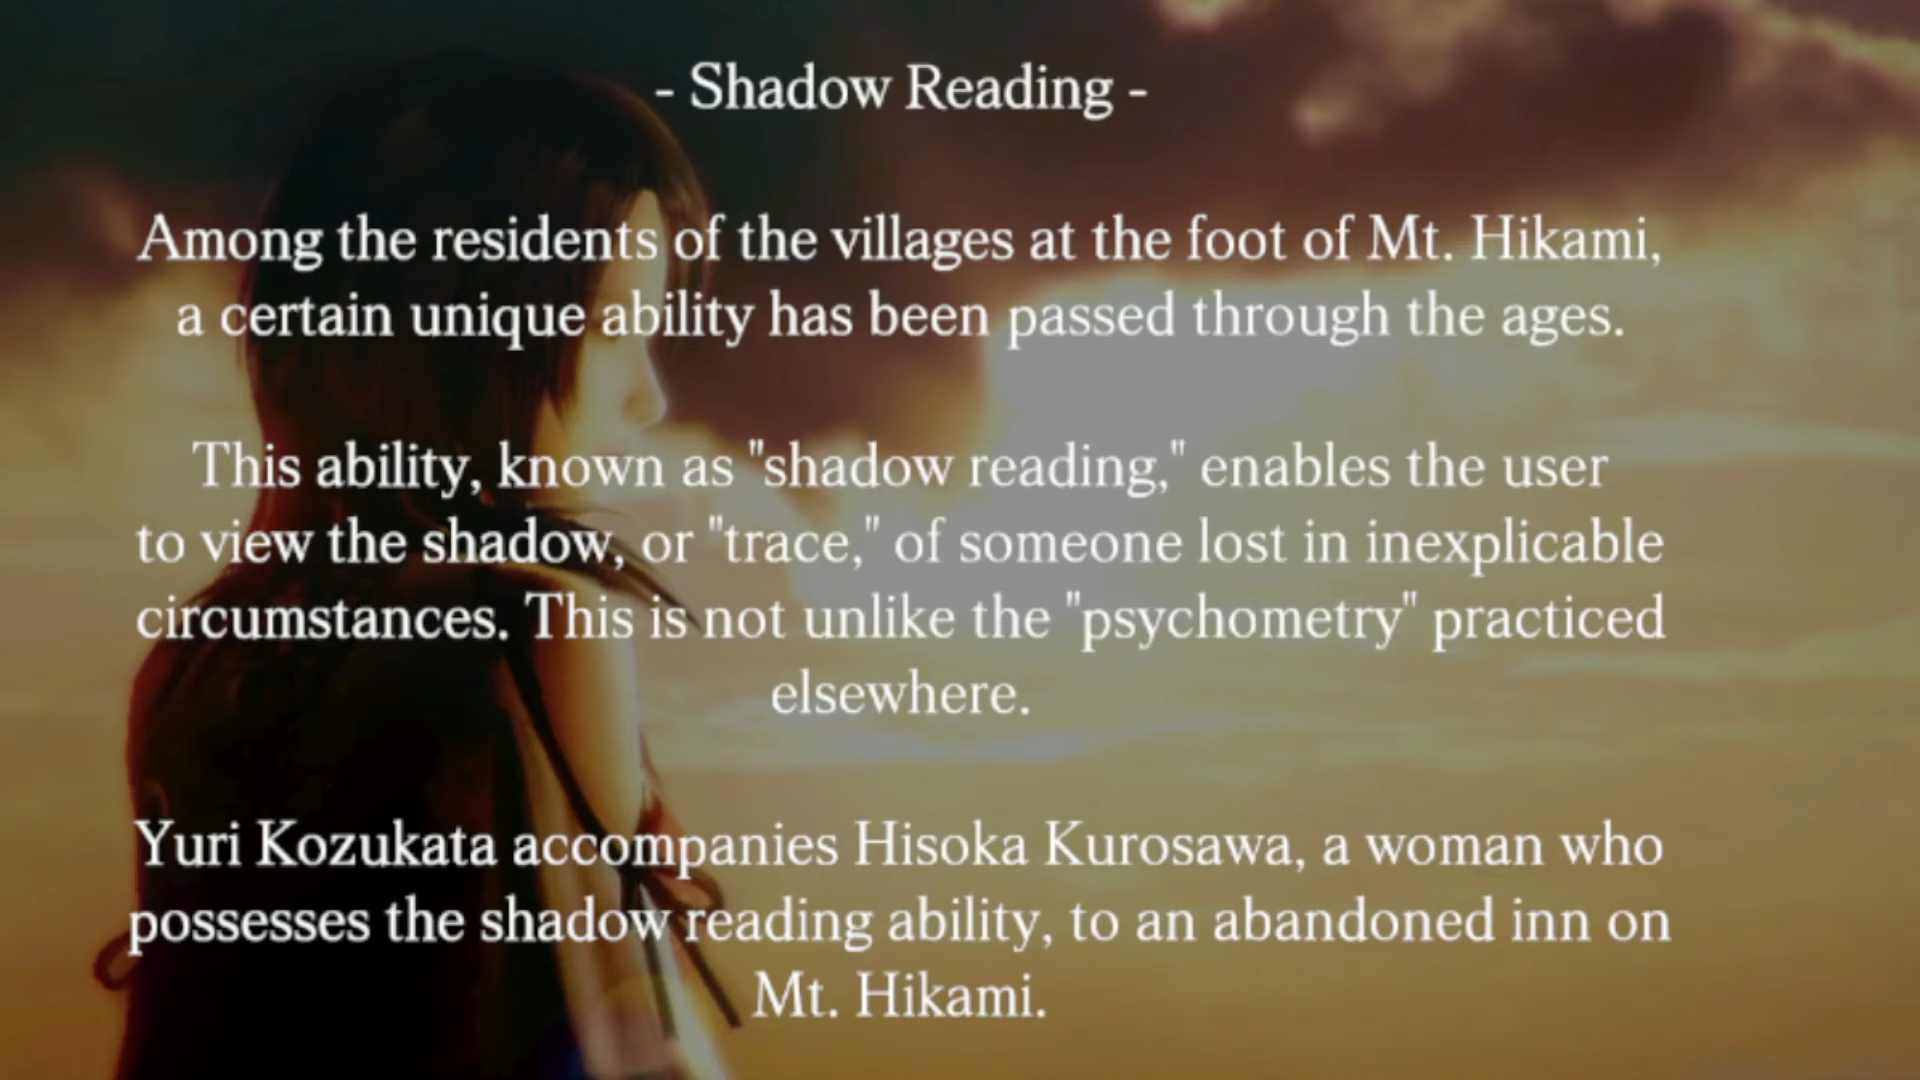 - Shadow Reading -
Among the residents of the villages at the foot of Mt. Hikami,
a certain unique ability has been passed through the ages.
This ability, known as "shadow reading," enables the user
to view the shadow, or "trace," of someone lost in inexplicable
circumstances. This is not unlike the "psychometry" practiced
elsewhere.
Yuri Kozukata accompanies Hisoka Kurosawa, a woman who
possesses the shadow reading ability, to an abandoned inn on
Mt. Hikami.